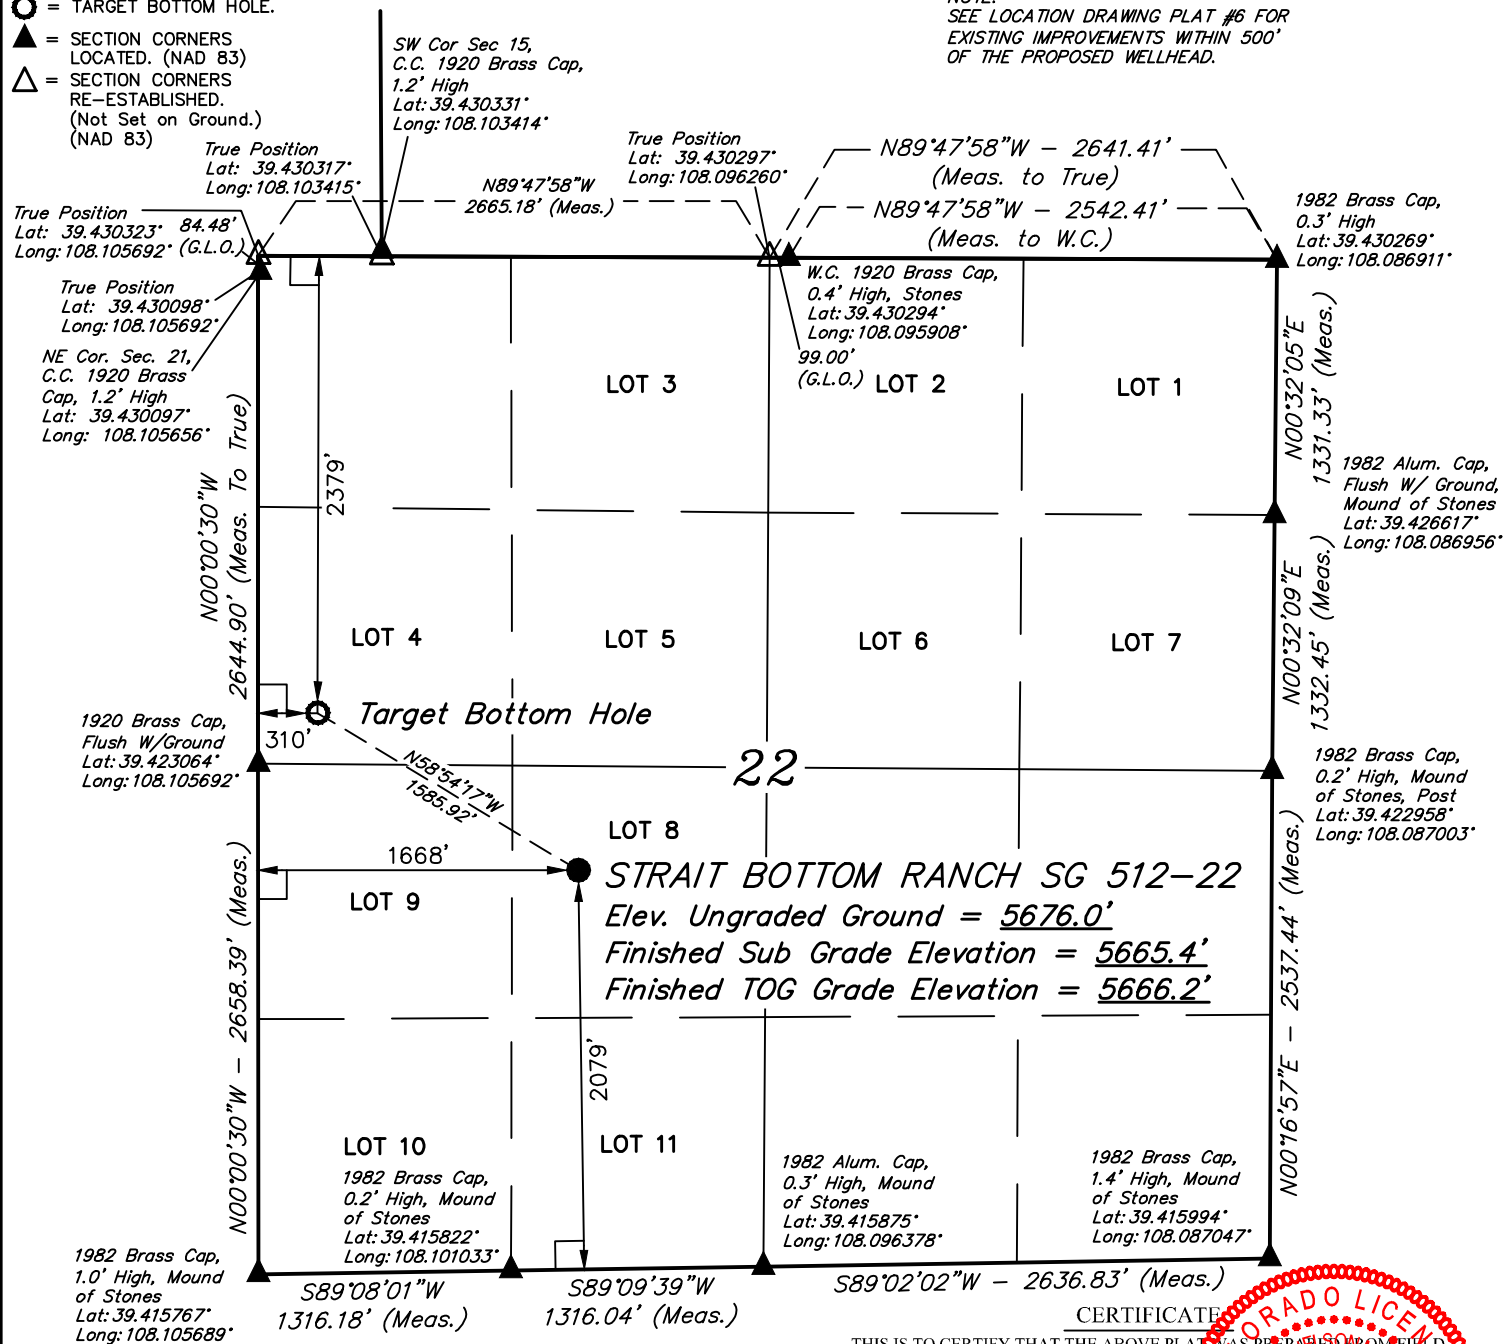 = TARGET BOTTOM HOLE.
= SECTION CORNERS
LOCATED. (NAD 83)
= SECTION CORNERS
RE-ESTABLISHED.
(Not Set on Ground.)
(NAD 83)
NOTE:
SEE LOCATION DRAWING PLAT #6 FOR
EXISTING IMPROVEMENTS WITHIN 500'
OF THE PROPOSED WELLHEAD.
SW Cor Sec 15,
C.C. 1920 Brass Cap,
1.2' High
Lat: 39.430331°
Long: 108.103414°
True Position
Lat: 39.430317°
Long: 108.103415°
True Position
Lat: 39.430297°
Long: 108.096260°
N89°47'58"W
2665.18' (Meas.)
N89°47'58"W - 2641.41'
(Meas. to True)
N89°47'58"W - 2542.41'
(Meas. to W.C.)
1982 Brass Cap,
0.3' High
Lat: 39.430269°
Long: 108.086911°
True Position
Lat: 39.430323°
Long: 108.105692°
84.48'
(G.L.O.)
True Position
Lat: 39.430098°
Long: 108.105692°
NE Cor. Sec. 21,
C.C. 1920 Brass
Cap, 1.2' High
Lat: 39.430097°
Long: 108.105656°
W.C. 1920 Brass Cap,
0.4' High, Stones
Lat: 39.430294°
Long: 108.095908°
99.00'
(G.L.O.)
LOT 3
LOT 2
LOT 1
N00°32'05"E
1331.33' (Meas.)
1982 Alum. Cap,
Flush W/ Ground,
Mound of Stones
Lat: 39.426617°
Long: 108.086956°
N00°00'30"W
2644.90' (Meas. To True)
2379'
LOT 4
LOT 5
LOT 6
LOT 7
N00°32'09"E
1332.45' (Meas.)
Target Bottom Hole
310'
1920 Brass Cap,
Flush W/Ground
Lat: 39.423064°
Long: 108.105692°
N58°54'17"W
1585.92'
22
1982 Brass Cap,
0.2' High, Mound
of Stones, Post
Lat: 39.422958°
Long: 108.087003°
LOT 8
1668'
LOT 9
STRAIT BOTTOM RANCH SG 512-22
Elev. Ungraded Ground = 5676.0'
Finished Sub Grade Elevation = 5665.4'
Finished TOG Grade Elevation = 5666.2'
N00°00'30"W - 2658.39' (Meas.)
2079'
N00°16'57"E - 2537.44' (Meas.)
LOT 10
LOT 11
1982 Brass Cap,
0.2' High, Mound
of Stones
Lat: 39.415822°
Long: 108.101033°
1982 Alum. Cap,
0.3' High, Mound
of Stones
Lat: 39.415875°
Long: 108.096378°
1982 Brass Cap,
1.4' High, Mound
of Stones
Lat: 39.415994°
Long: 108.087047°
1982 Brass Cap,
1.0' High, Mound
of Stones
Lat: 39.415767°
Long: 108.105689°
S89°08'01"W
1316.18' (Meas.)
S89°09'39"W
1316.04' (Meas.)
S89°02'02"W - 2636.83' (Meas.)
CERTIFICATE
THIS IS TO CERTIFY THAT THE ABOVE PLAT WAS PREPARED FROM FIELD
ORADO LICEN